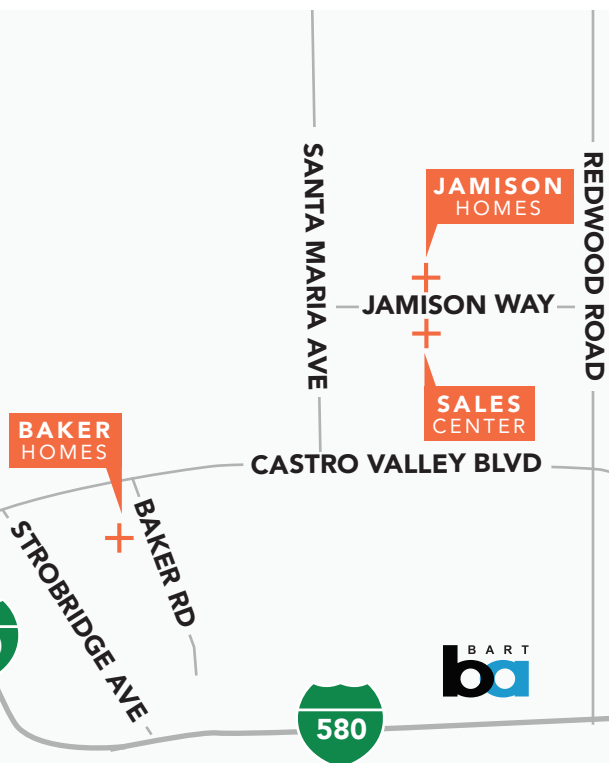 SANTA MARIA AVE
REDWOOD ROAD
JAMISON
HOMES
JAMISON WAY
SALES
CENTER
BAKER
HOMES
CASTRO VALLEY BLVD
STROBRIDGE AVE
BAKER RD
BART
ba
580